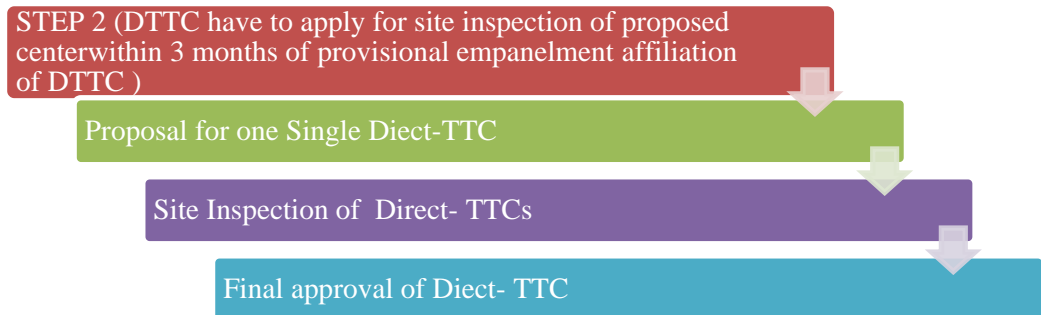 STEP 2 (DTTC have to apply for site inspection of proposed
centerwithin 3 months of provisional empanelment affiliation
of DTTC )
Proposal for one Single Diect-TTC
Site Inspection of  Direct- TTCs
Final approval of Diect- TTC